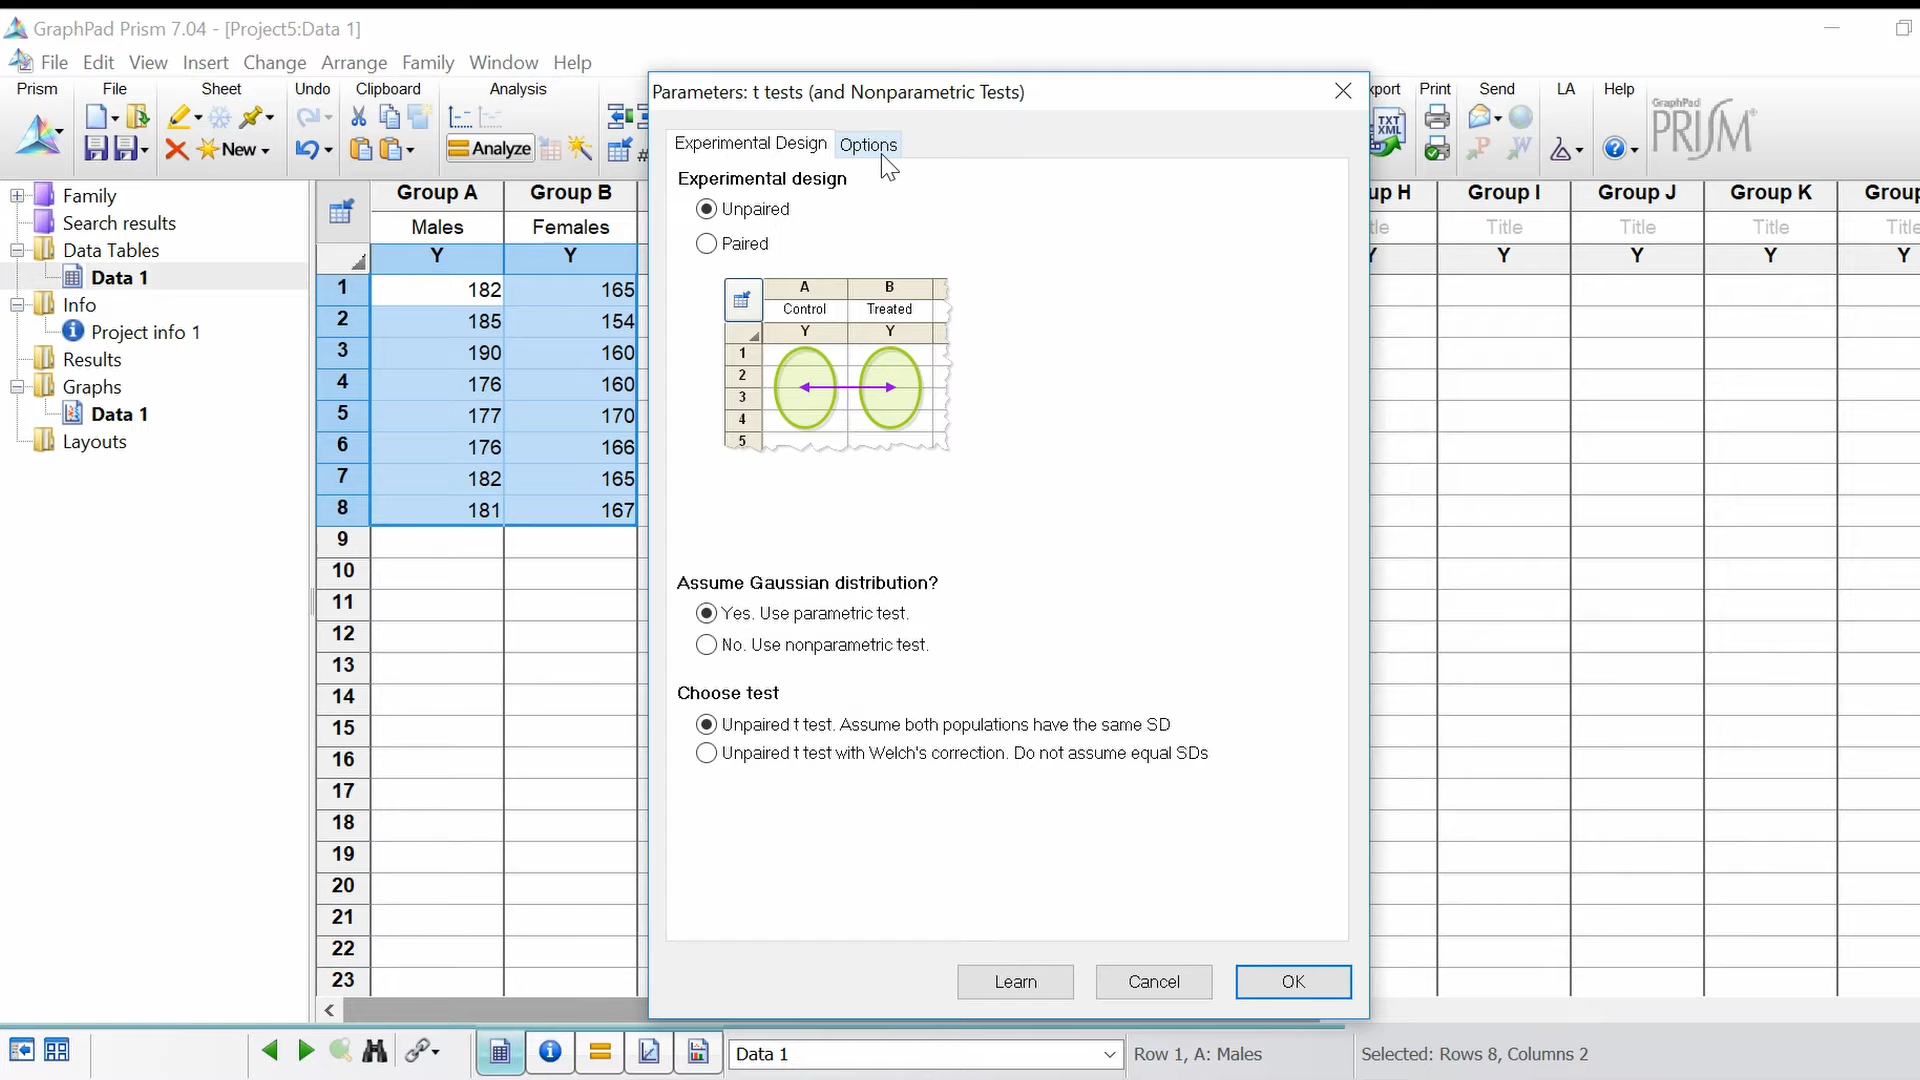 GraphPad Prism 7.04 - [Project5:Data 1]
File Edit View Insert Change Arrange Family Window Help
Prism File Sheet Undo Clipboard Analysis
Analyze
New
Parameters: t tests (and Nonparametric Tests)
Experimental Design Options
Experimental design
Unpaired
Paired
A B
Control Treated
Y Y
1
2
3
4
5
Assume Gaussian distribution?
Yes. Use parametric test.
No. Use nonparametric test.
Choose test
Unpaired t test. Assume both populations have the same SD
Unpaired t test with Welch's correction. Do not assume equal SDs
Learn Cancel OK
port Print Send LA Help
TXT
XML
GraphPad
PRISM
Family
Search results
Data Tables
Data 1
Info
Project info 1
Results
Graphs
Data 1
Layouts
Group A Group B
Males Females
Y Y
1 182 165
2 185 154
3 190 160
4 176 160
5 177 170
6 176 166
7 182 165
8 181 167
9
10
11
12
13
14
15
16
17
18
19
20
21
22
23
up H Group I Group J Group K Group
tle Title Title Title Title
Y Y Y Y Y
Data 1
Row 1, A: Males
Selected: Rows 8, Columns 2